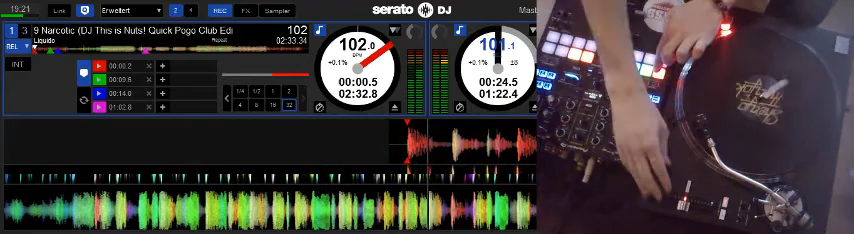 19:21 Link Erweitert 2 4 REC FX Sampler serato DJ Mast
1 3 9 Narcotic (DJ This is Nuts! Quick Pogo Club Edi 102
Liquido Repeat 02:33.34
REL
INT
00:00.2
00:09.6
00:14.0
01:02.8
1/4 1/2 1 2
4 8 16 32
102.0
BPM
+0.1%
±8
00:00.5
02:32.8
101.1
+0.1%
±8
00:24.5
01:22.4